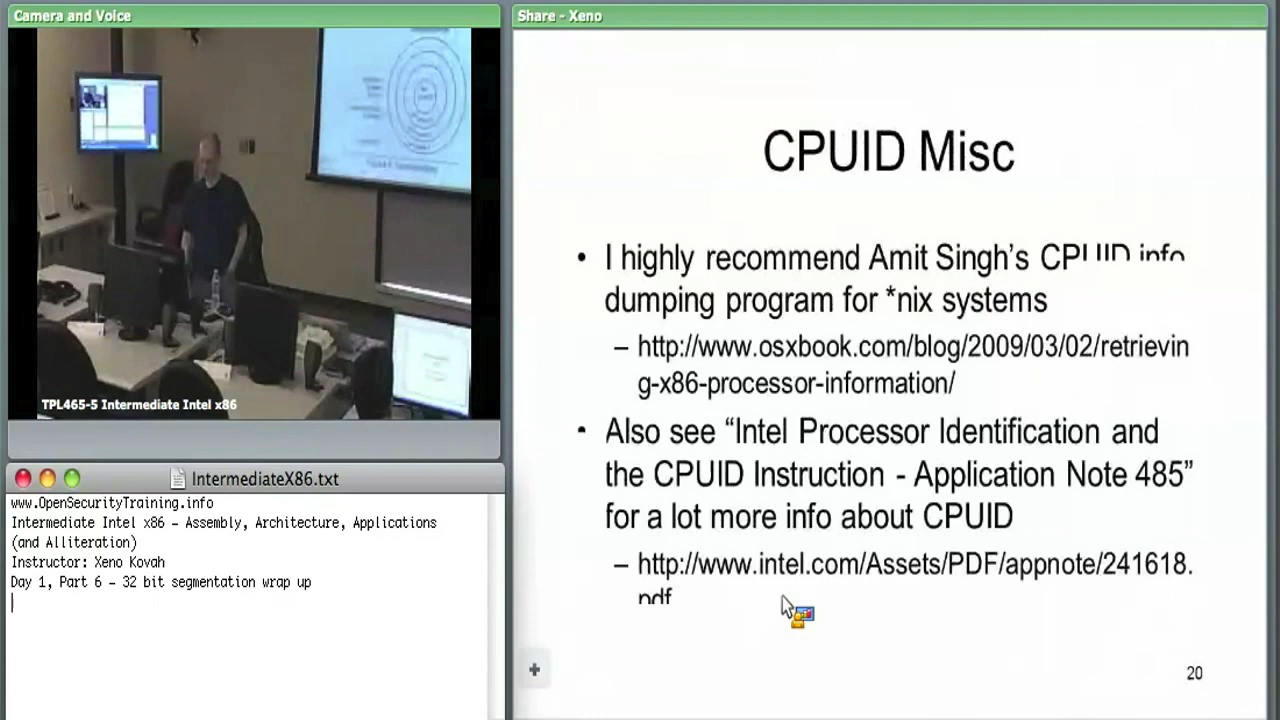 Camera and Voice
TPL465-5 Intermediate Intel x86
IntermediateX86.txt
www.OpenSecurityTraining.info
Intermediate Intel x86 – Assembly, Architecture, Applications
(and Alliteration)
Instructor: Xeno Kovah
Day 1, Part 6 – 32 bit segmentation wrap up
Share - Xeno
CPUID Misc
• I highly recommend Amit Singh's CPUID info
dumping program for *nix systems
– http://www.osxbook.com/blog/2009/03/02/retrievin
g-x86-processor-information/
• Also see “Intel Processor Identification and
the CPUID Instruction - Application Note 485”
for a lot more info about CPUID
– http://www.intel.com/Assets/PDF/appnote/241618.
pdf
20